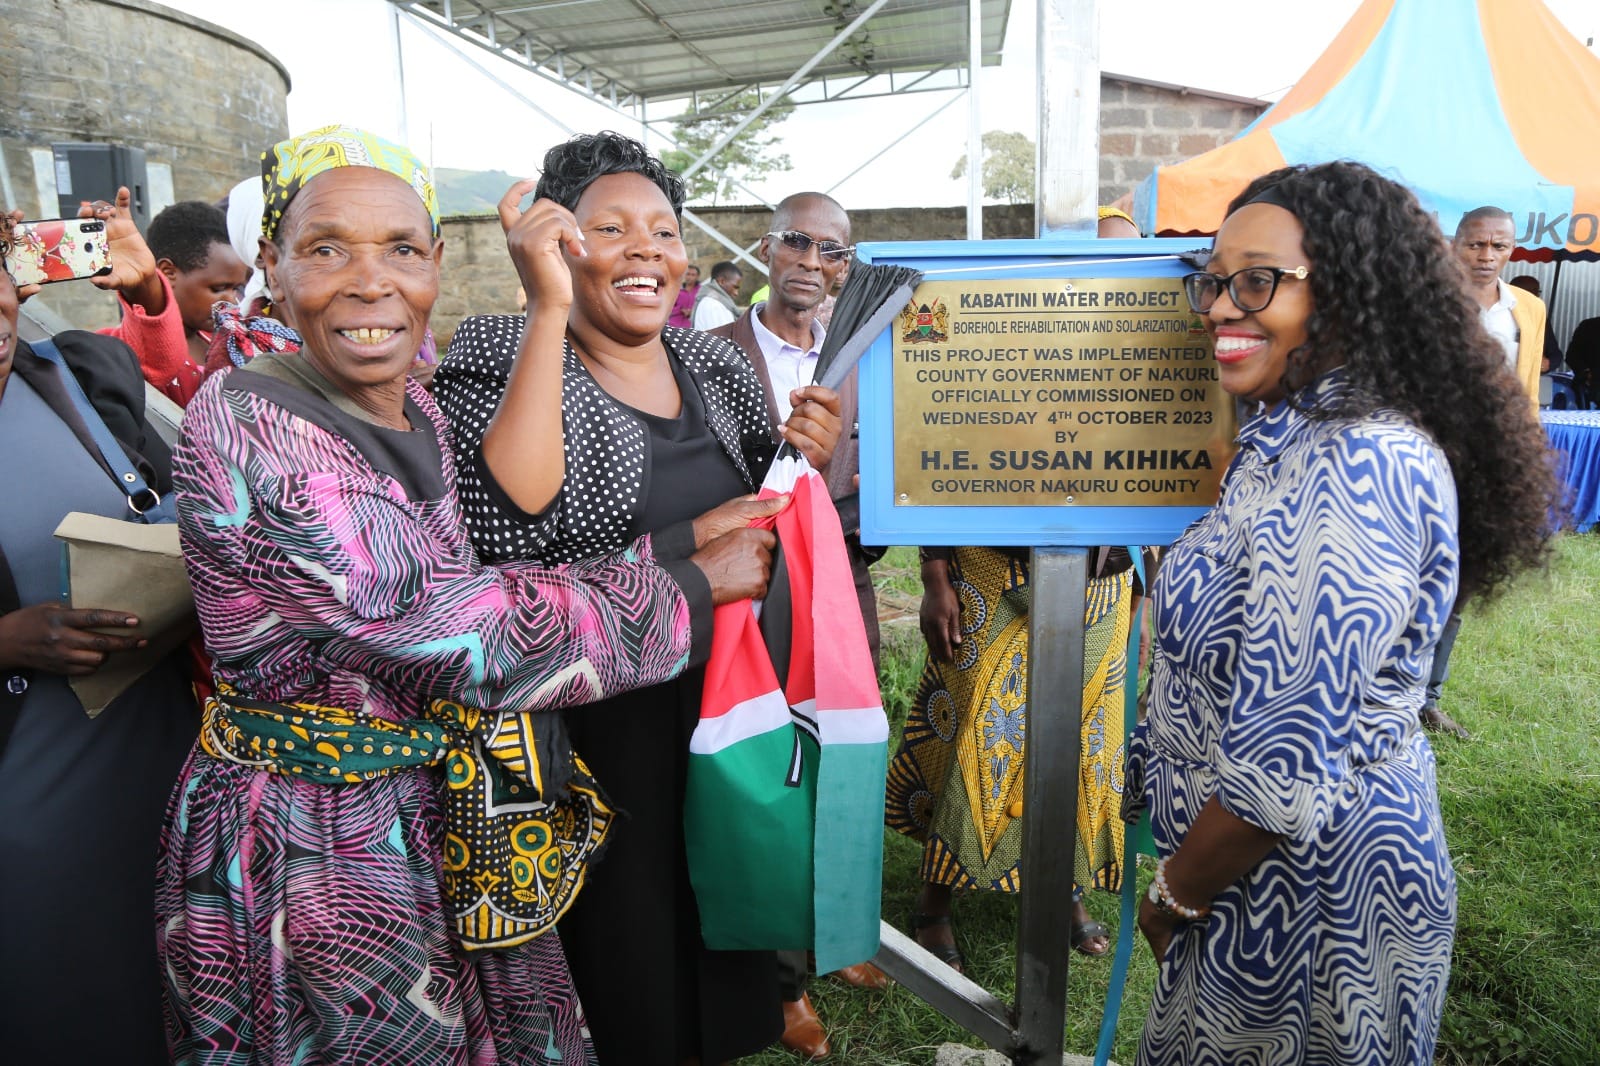 KABATINI WATER PROJECT
BOREHOLE REHABILITATION AND SOLARIZATION
THIS PROJECT WAS IMPLEMENTED
COUNTY GOVERNMENT OF NAKURU
OFFICIALLY COMMISSIONED ON
WEDNESDAY 4TH OCTOBER 2023
BY
H.E. SUSAN KIHIKA
GOVERNOR NAKURU COUNTY
UKO